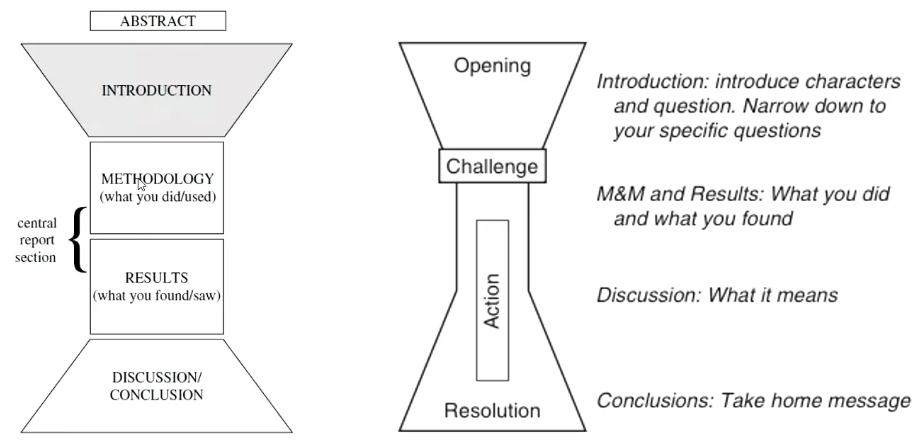 ABSTRACT
INTRODUCTION
METHODOLOGY
(what you did/used)
central
report
section
RESULTS
(what you found/saw)
DISCUSSION/
CONCLUSION
Opening
Challenge
Action
Resolution
Introduction: introduce characters
and question. Narrow down to
your specific questions
M&M and Results: What you did
and what you found
Discussion: What it means
Conclusions: Take home message